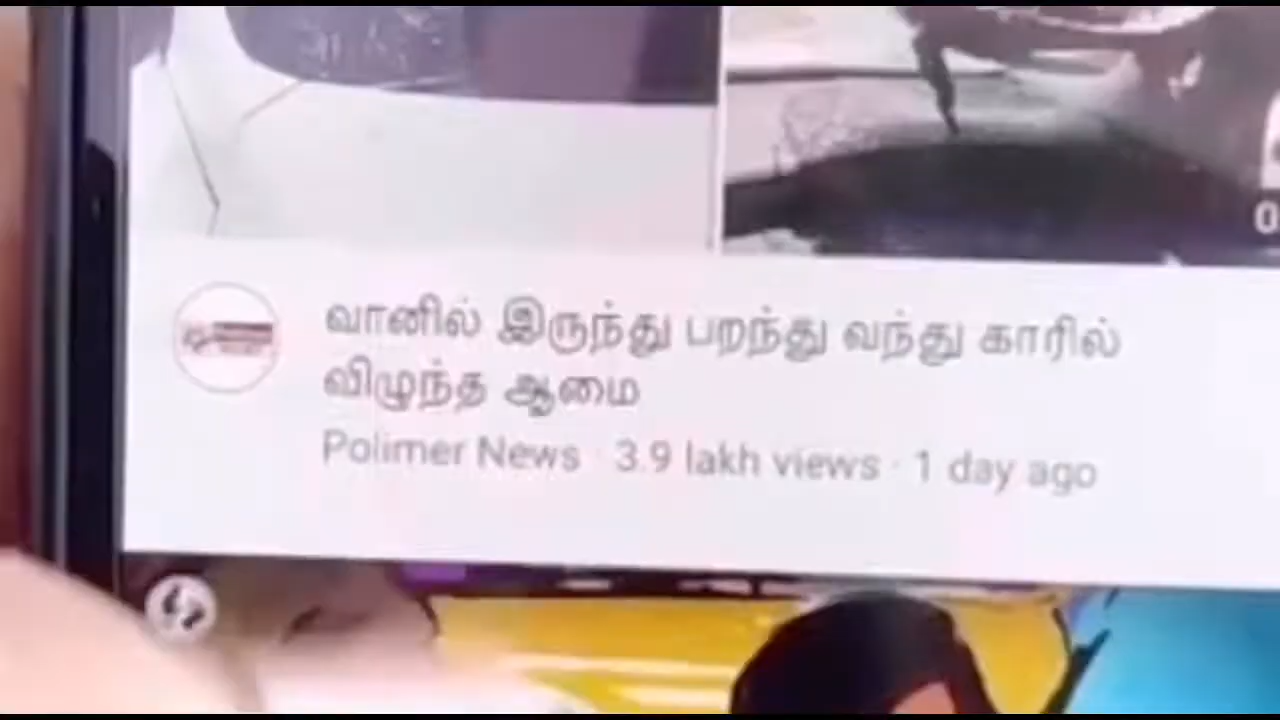 வானில் இருந்து பறந்து வந்து காரில்
விழுந்த ஆமை
Polimer News · 3.9 lakh views · 1 day ago